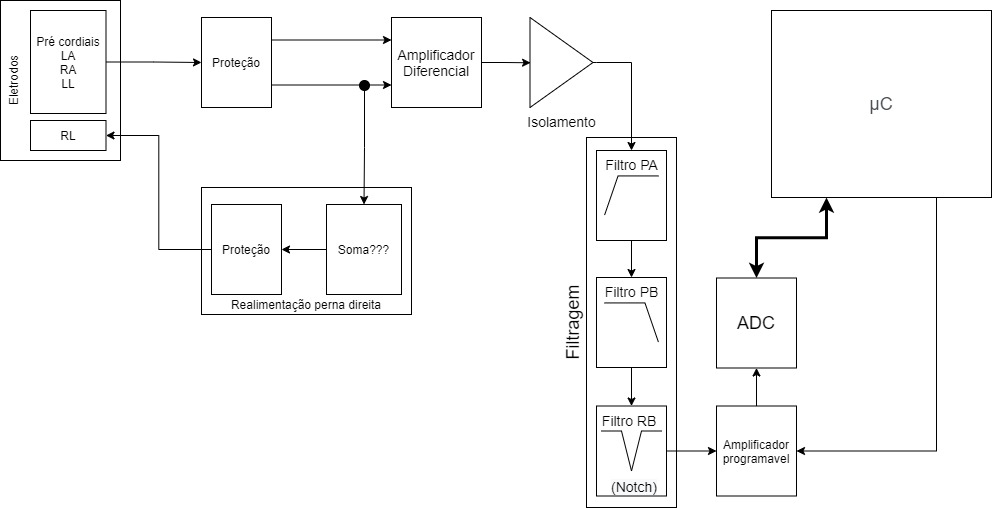 Eletrodos
Pré cordiais
LA
RA
LL
RL
Proteção
Amplificador
Diferencial
Isolamento
Proteção
Soma???
Realimentação perna direita
Filtragem
Filtro PA
Filtro PB
Filtro RB
(Notch)
µC
ADC
Amplificador
programavel